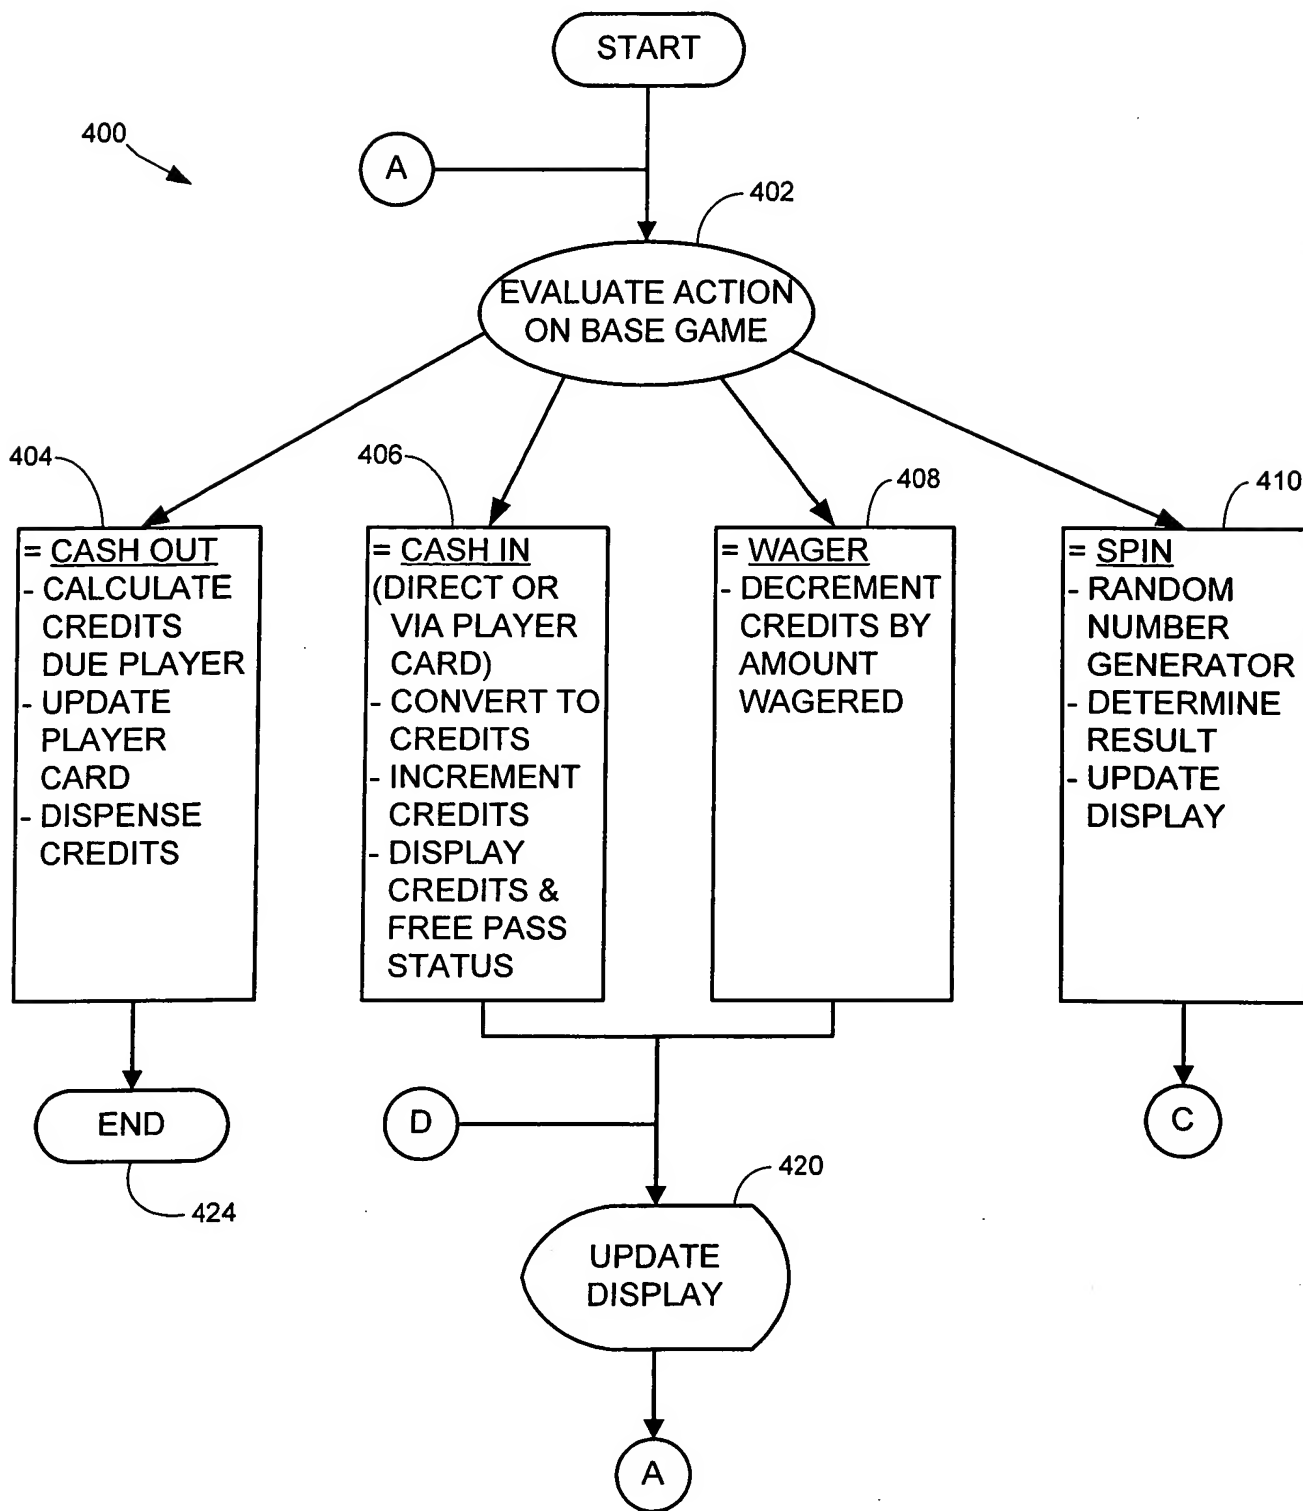 START
400
A
402
EVALUATE ACTION
ON BASE GAME
404
406
408
410
= CASH OUT
- CALCULATE
CREDITS
DUE PLAYER
- UPDATE
PLAYER
CARD
- DISPENSE
CREDITS
= CASH IN
(DIRECT OR
VIA PLAYER
CARD)
- CONVERT TO
CREDITS
- INCREMENT
CREDITS
- DISPLAY
CREDITS &
FREE PASS
STATUS
= WAGER
- DECREMENT
CREDITS BY
AMOUNT
WAGERED
= SPIN
- RANDOM
NUMBER
GENERATOR
- DETERMINE
RESULT
- UPDATE
DISPLAY
END
424
D
C
420
UPDATE
DISPLAY
A